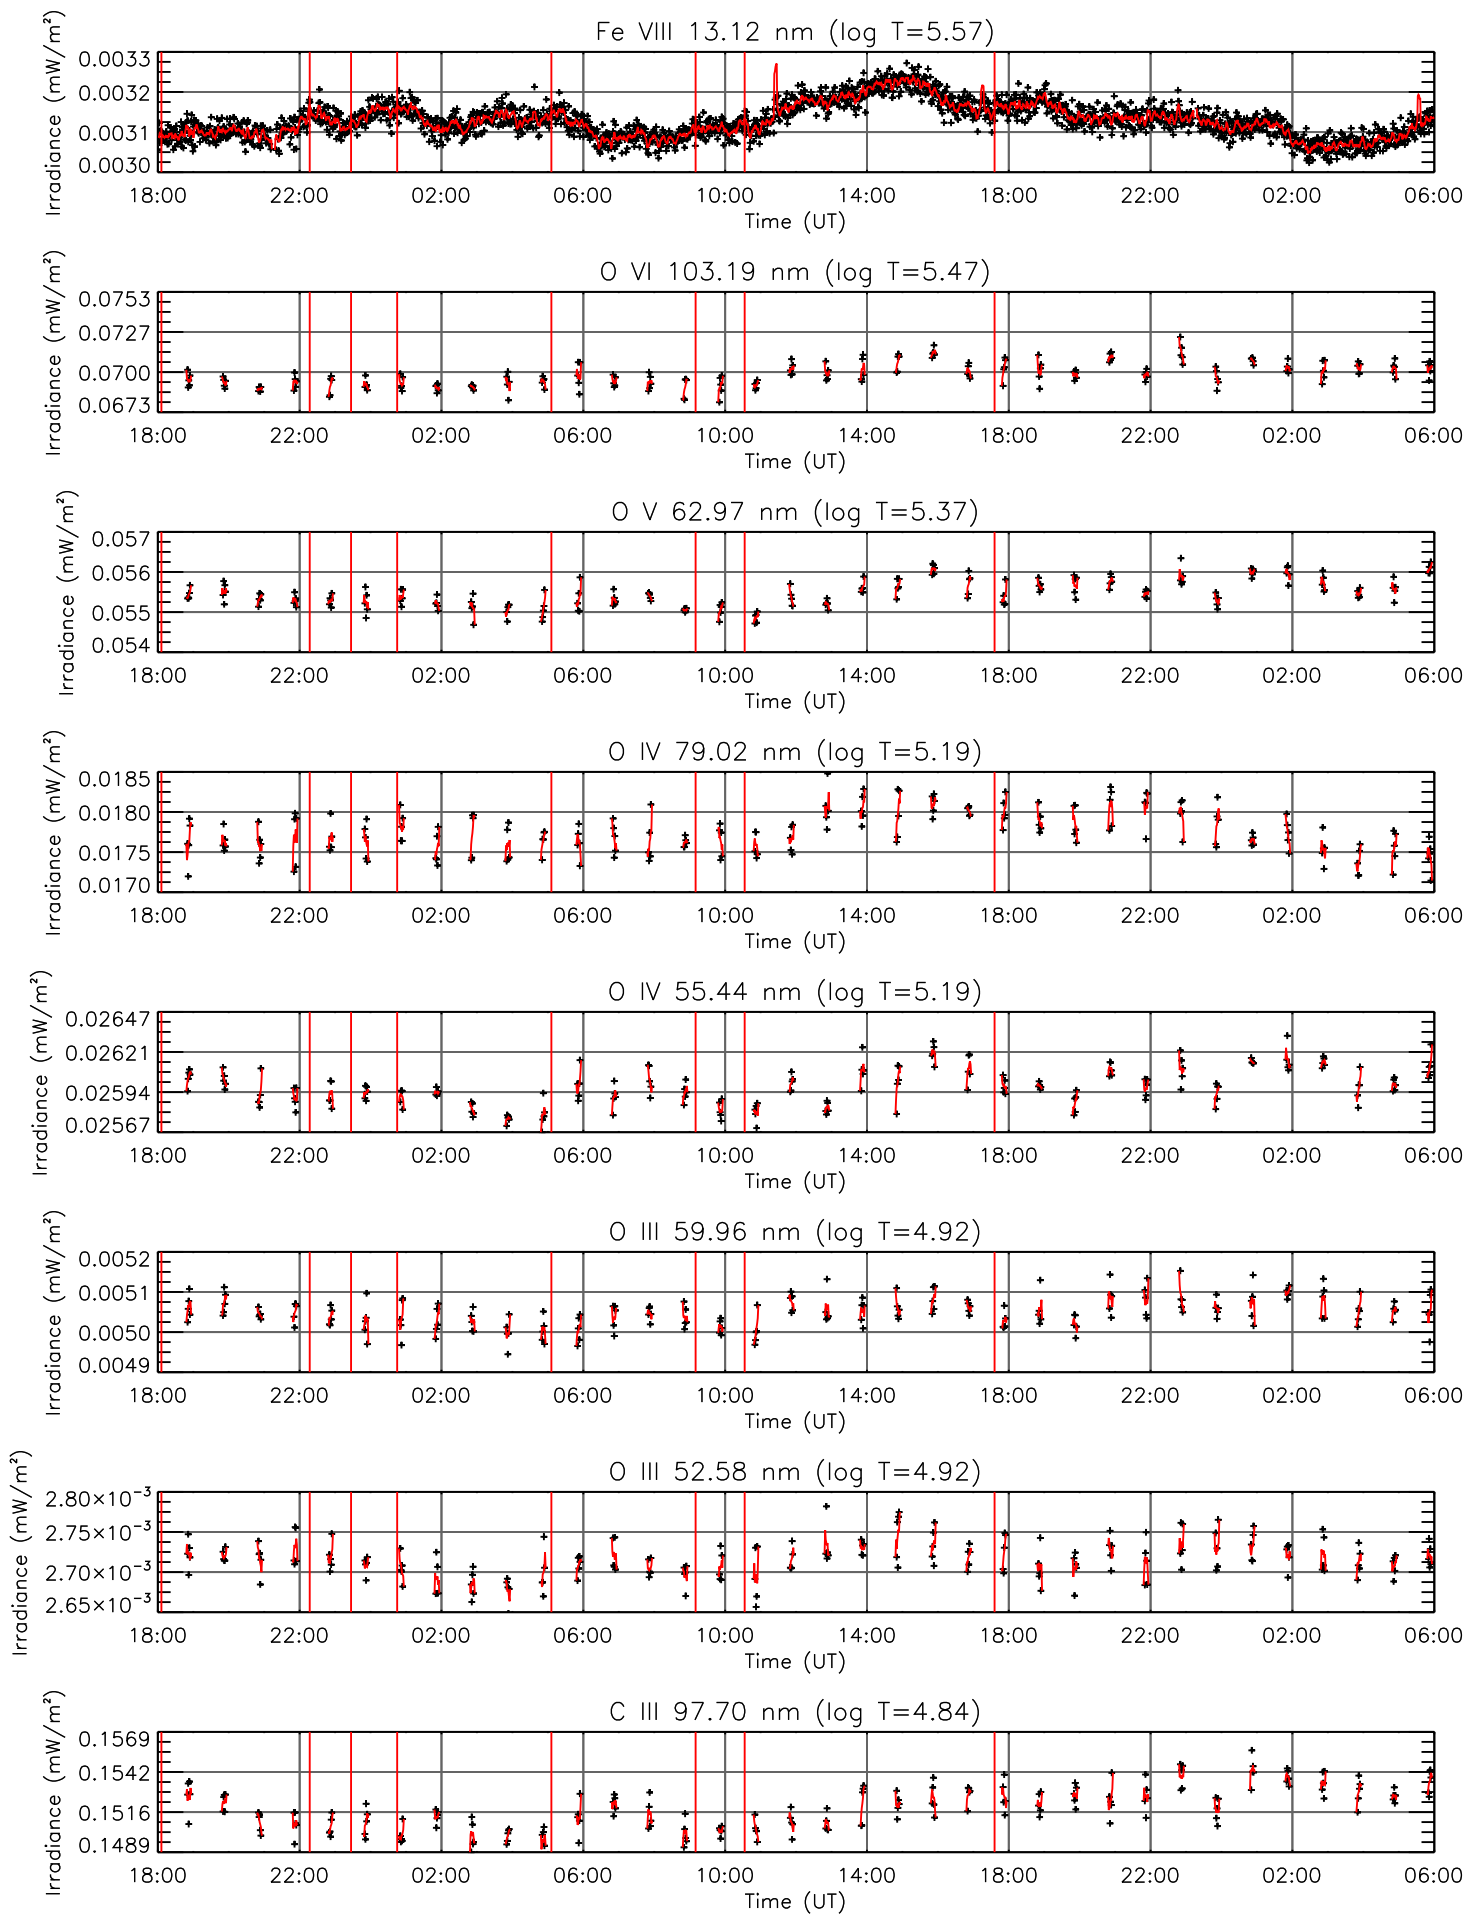 Fe VIII 13.12 nm (log T=5.57)
Irradiance (mW/m²)
0.0033
0.0032
0.0031
0.0030
18:00 22:00 02:00 06:00 10:00 14:00 18:00 22:00 02:00 06:00
Time (UT)
O VI 103.19 nm (log T=5.47)
Irradiance (mW/m²)
0.0753
0.0727
0.0700
0.0673
18:00 22:00 02:00 06:00 10:00 14:00 18:00 22:00 02:00 06:00
Time (UT)
O V 62.97 nm (log T=5.37)
Irradiance (mW/m²)
0.057
0.056
0.055
0.054
18:00 22:00 02:00 06:00 10:00 14:00 18:00 22:00 02:00 06:00
Time (UT)
O IV 79.02 nm (log T=5.19)
Irradiance (mW/m²)
0.0185
0.0180
0.0175
0.0170
18:00 22:00 02:00 06:00 10:00 14:00 18:00 22:00 02:00 06:00
Time (UT)
O IV 55.44 nm (log T=5.19)
Irradiance (mW/m²)
0.02647
0.02621
0.02594
0.02567
18:00 22:00 02:00 06:00 10:00 14:00 18:00 22:00 02:00 06:00
Time (UT)
O III 59.96 nm (log T=4.92)
Irradiance (mW/m²)
0.0052
0.0051
0.0050
0.0049
18:00 22:00 02:00 06:00 10:00 14:00 18:00 22:00 02:00 06:00
Time (UT)
O III 52.58 nm (log T=4.92)
Irradiance (mW/m²)
2.80×10⁻³
2.75×10⁻³
2.70×10⁻³
2.65×10⁻³
18:00 22:00 02:00 06:00 10:00 14:00 18:00 22:00 02:00 06:00
Time (UT)
C III 97.70 nm (log T=4.84)
Irradiance (mW/m²)
0.1569
0.1542
0.1516
0.1489
18:00 22:00 02:00 06:00 10:00 14:00 18:00 22:00 02:00 06:00
Time (UT)